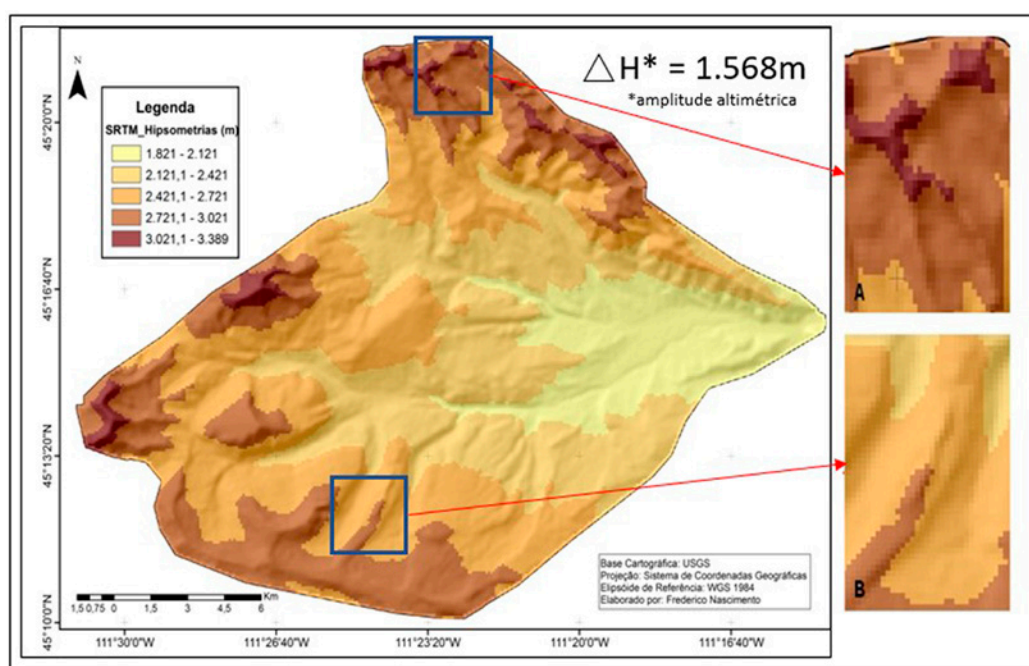 N
Legenda
SRTM_Hipsometrias (m)
1.821 - 2.121
2.121,1 - 2.421
2.421,1 - 2.721
2.721,1 - 3.021
3.021,1 - 3.389
△ H* = 1.568m
*amplitude altimétrica
45°20'0"N
45°16'40"N
45°13'20"N
45°10'0"N
A
B
Base Cartográfica: USGS
Projeção: Sistema de Coordenadas Geográficas
Elipsóide de Referência: WGS 1984
Elaborado por: Frederico Nascimento
1,5 0,75 0 1,5 3 4,5 6
Km
111°30'0"W 111°26'40"W 111°23'20"W 111°20'0"W 111°16'40"W